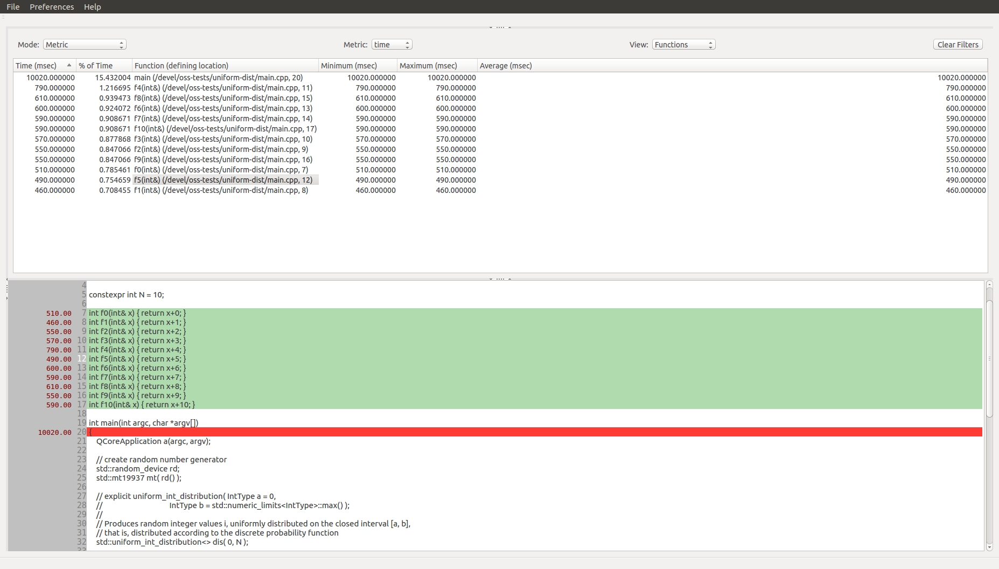 File Preferences Help
Mode: Metric Metric: time View: Functions Clear Filters
Time (msec) % of Time Function (defining location) Minimum (msec) Maximum (msec) Average (msec)
10020.000000 15.432004 main (/devel/oss-tests/uniform-dist/main.cpp, 20) 10020.000000 10020.000000 10020.000000
790.000000 1.216695 f4(int&) (/devel/oss-tests/uniform-dist/main.cpp, 11) 790.000000 790.000000 790.000000
610.000000 0.939473 f8(int&) (/devel/oss-tests/uniform-dist/main.cpp, 15) 610.000000 610.000000 610.000000
600.000000 0.924072 f6(int&) (/devel/oss-tests/uniform-dist/main.cpp, 13) 600.000000 600.000000 600.000000
590.000000 0.908671 f7(int&) (/devel/oss-tests/uniform-dist/main.cpp, 14) 590.000000 590.000000 590.000000
590.000000 0.908671 f10(int&) (/devel/oss-tests/uniform-dist/main.cpp, 17) 590.000000 590.000000 590.000000
570.000000 0.877868 f3(int&) (/devel/oss-tests/uniform-dist/main.cpp, 10) 570.000000 570.000000 570.000000
550.000000 0.847066 f2(int&) (/devel/oss-tests/uniform-dist/main.cpp, 9) 550.000000 550.000000 550.000000
550.000000 0.847066 f9(int&) (/devel/oss-tests/uniform-dist/main.cpp, 16) 550.000000 550.000000 550.000000
510.000000 0.785461 f0(int&) (/devel/oss-tests/uniform-dist/main.cpp, 7) 510.000000 510.000000 510.000000
490.000000 0.754659 f5(int&) (/devel/oss-tests/uniform-dist/main.cpp, 12) 490.000000 490.000000 490.000000
460.000000 0.708455 f1(int&) (/devel/oss-tests/uniform-dist/main.cpp, 8) 460.000000 460.000000 460.000000
4
5 constexpr int N = 10;
6
510.00 7 int f0(int& x) { return x+0; }
460.00 8 int f1(int& x) { return x+1; }
550.00 9 int f2(int& x) { return x+2; }
570.00 10 int f3(int& x) { return x+3; }
790.00 11 int f4(int& x) { return x+4; }
490.00 12 int f5(int& x) { return x+5; }
600.00 13 int f6(int& x) { return x+6; }
590.00 14 int f7(int& x) { return x+7; }
610.00 15 int f8(int& x) { return x+8; }
550.00 16 int f9(int& x) { return x+9; }
590.00 17 int f10(int& x) { return x+10; }
18
19 int main(int argc, char *argv[])
10020.00 20 {
21 QCoreApplication a(argc, argv);
22
23 // create random number generator
24 std::random_device rd;
25 std::mt19937 mt( rd() );
26
27 // explicit uniform_int_distribution( IntType a = 0,
28 // IntType b = std::numeric_limits<IntType>::max() );
29 //
30 // Produces random integer values i, uniformly distributed on the closed interval [a, b],
31 // that is, distributed according to the discrete probability function
32 std::uniform_int_distribution<> dis( 0, N );
33